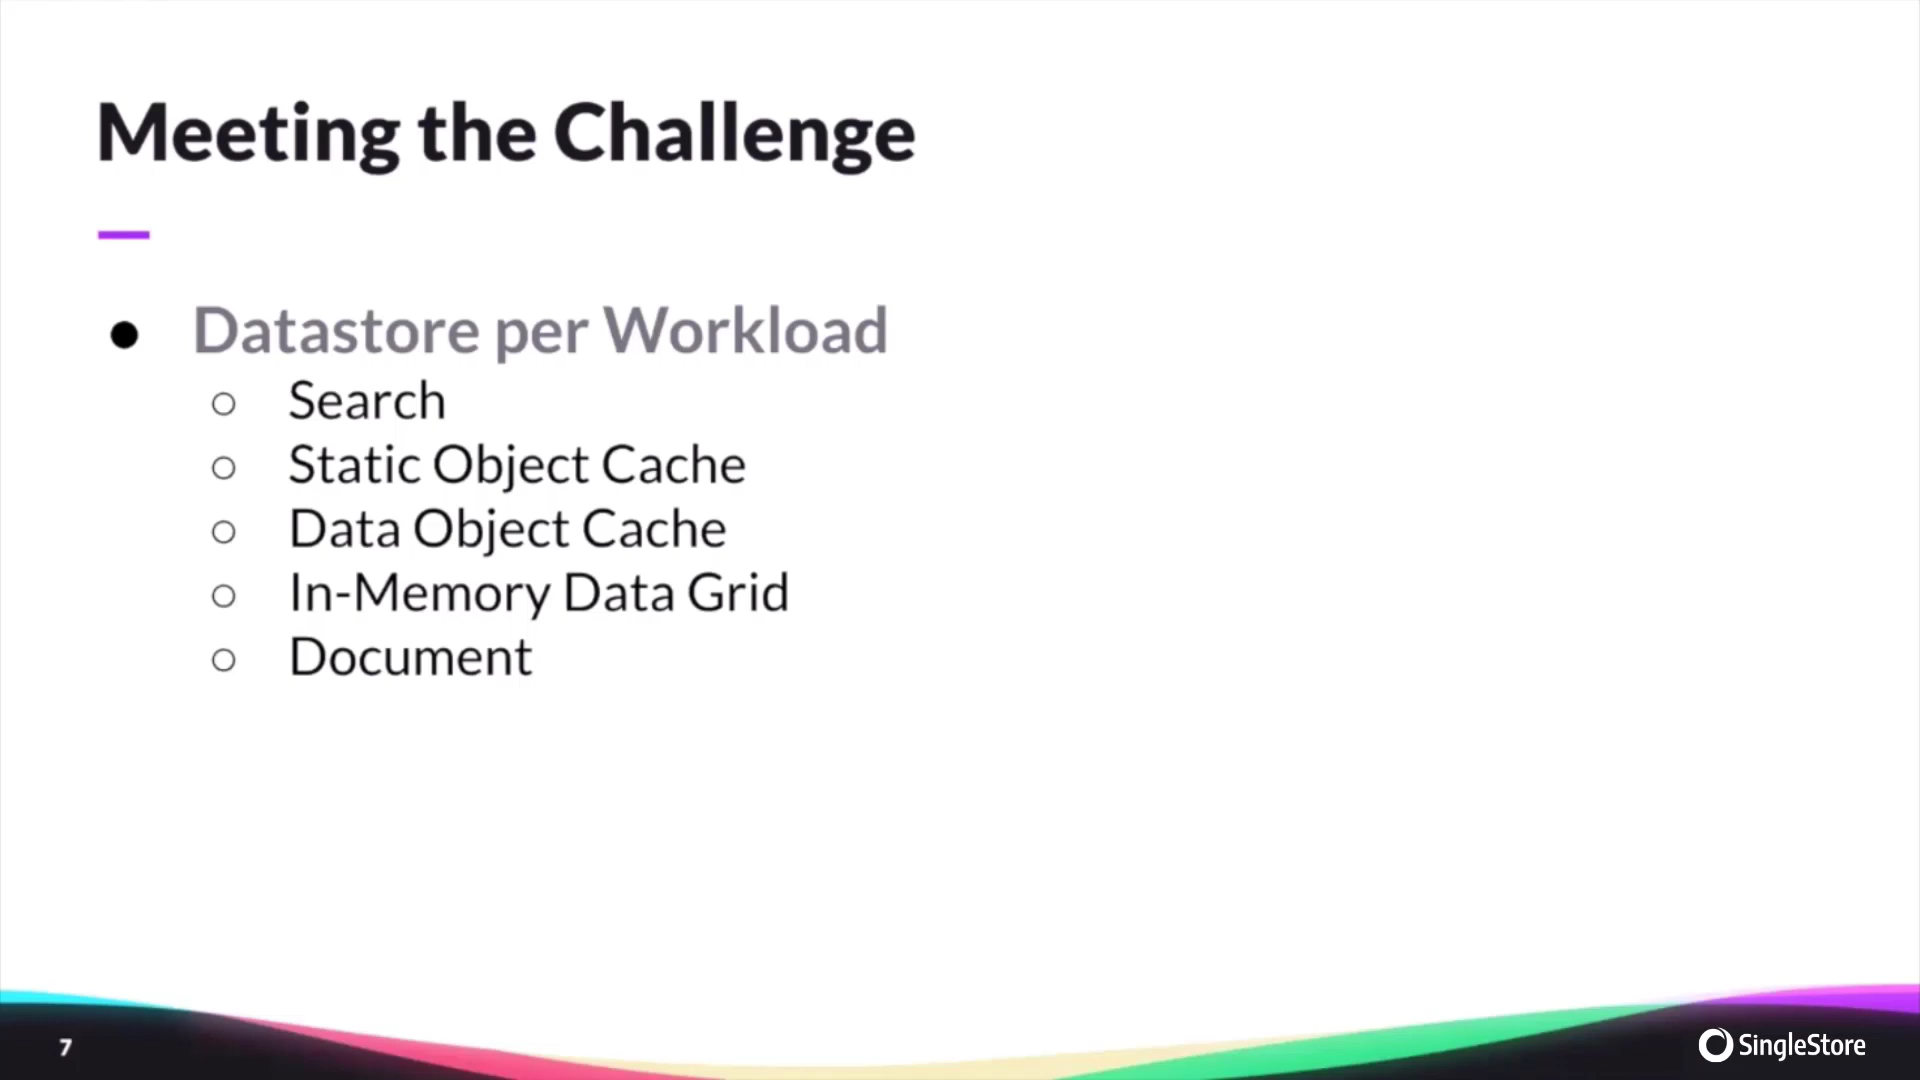 Meeting the Challenge
● Datastore per Workload
○ Search
○ Static Object Cache
○ Data Object Cache
○ In-Memory Data Grid
○ Document
7
SingleStore